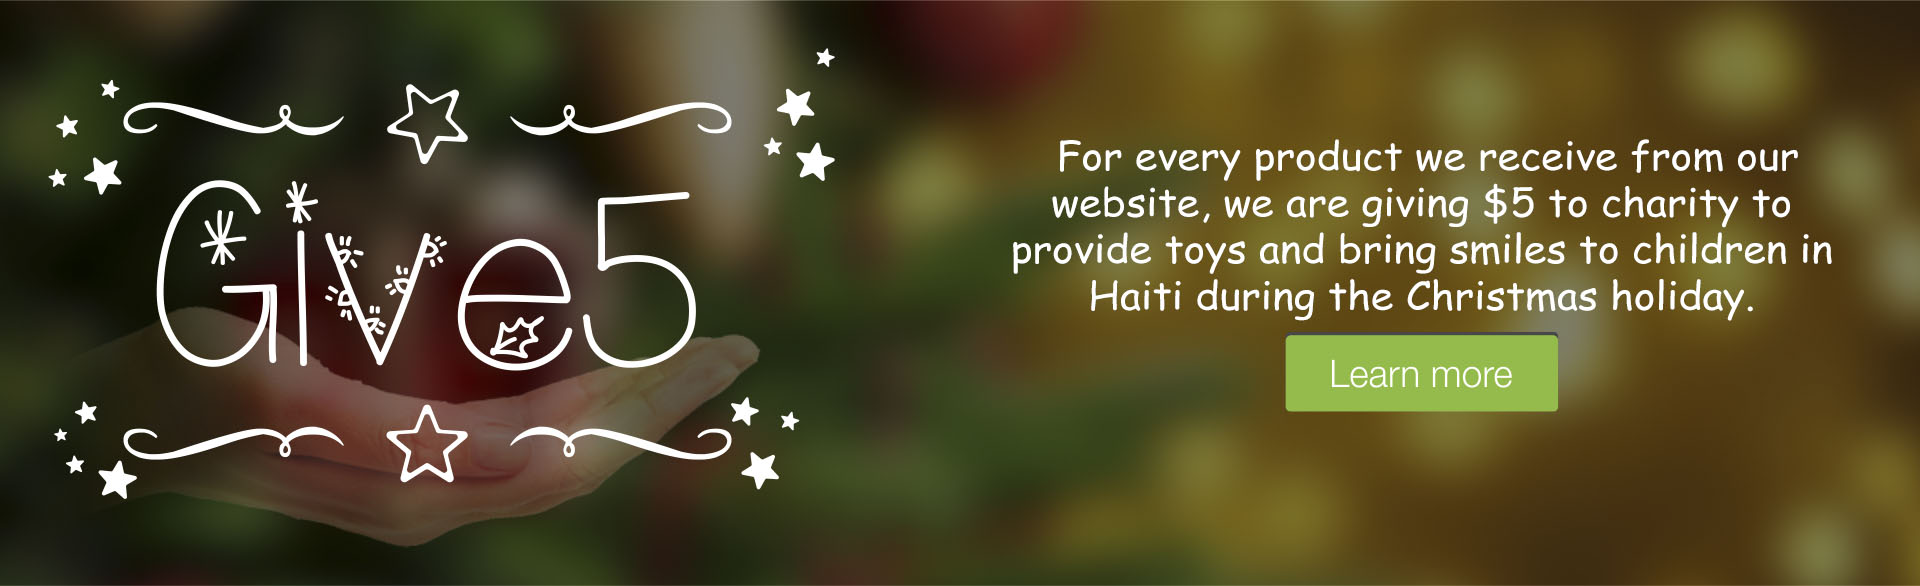 Give5
For every product we receive from our
website, we are giving $5 to charity to
provide toys and bring smiles to children in
Haiti during the Christmas holiday.
Learn more